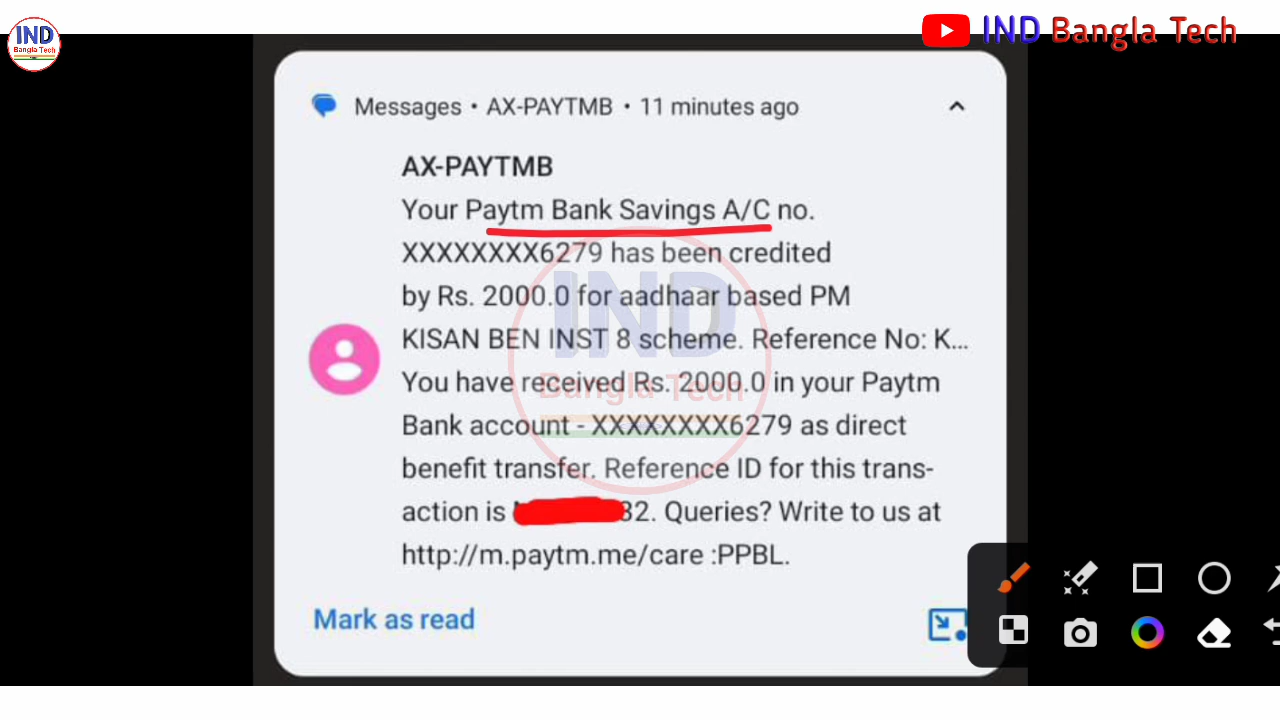 IND
Bangla Tech
IND Bangla Tech
Messages • AX-PAYTMB • 11 minutes ago
AX-PAYTMB
Your Paytm Bank Savings A/C no.
XXXXXXXX6279 has been credited
by Rs. 2000.0 for aadhaar based PM
KISAN BEN INST 8 scheme. Reference No: K...
You have received Rs. 2000.0 in your Paytm
Bank account - XXXXXXXX6279 as direct
benefit transfer. Reference ID for this trans-
action is 32. Queries? Write to us at
http://m.paytm.me/care :PPBL.
Mark as read
IND
Bangla Tech